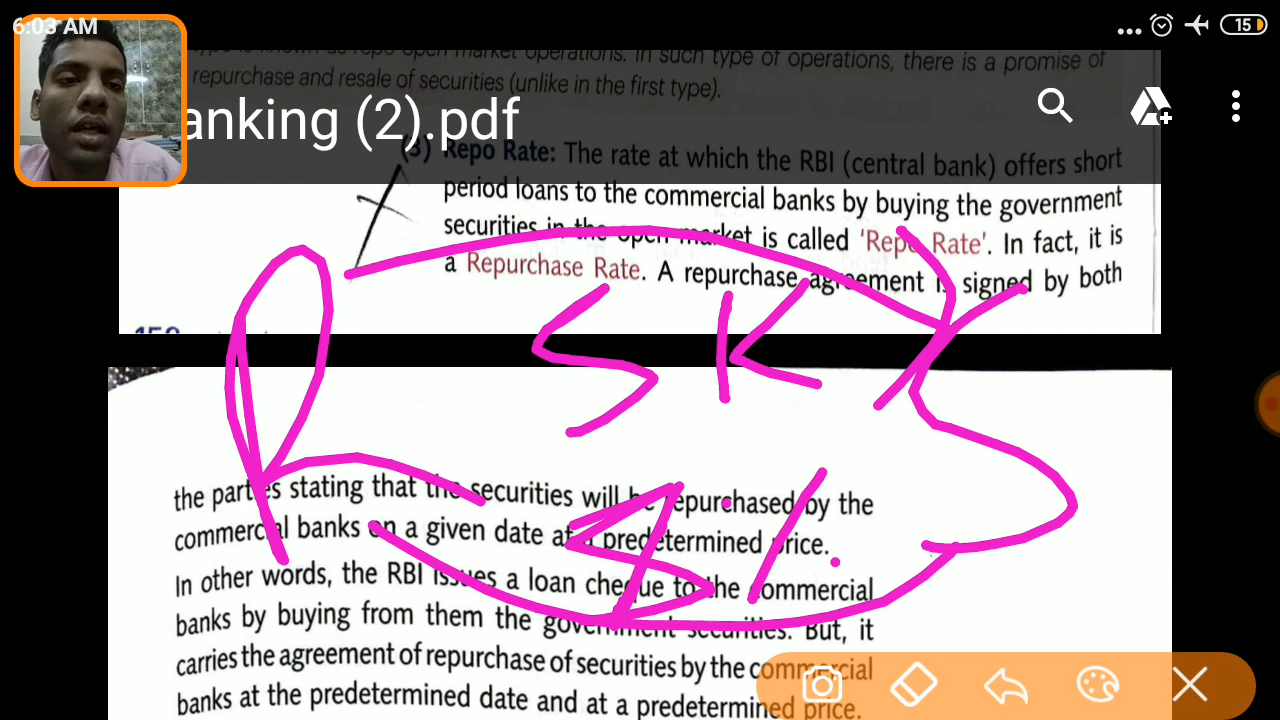 6:03 AM
15
type is known as repo open market operations. In such type of operations, there is a promise of
repurchase and resale of securities (unlike in the first type).
anking (2).pdf
(3) Repo Rate: The rate at which the RBI (central bank) offers short
period loans to the commercial banks by buying the government
securities in the open market is called 'Repo Rate'. In fact, it is
a Repurchase Rate. A repurchase agreement is signed by both
5K
the parties stating that the securities will be repurchased by the
commercial banks on a given date at a predetermined price.
In other words, the RBI issues a loan cheque to the commercial
banks by buying from them the government securities. But, it
carries the agreement of repurchase of securities by the commercial
banks at the predetermined date and at a predetermined price.